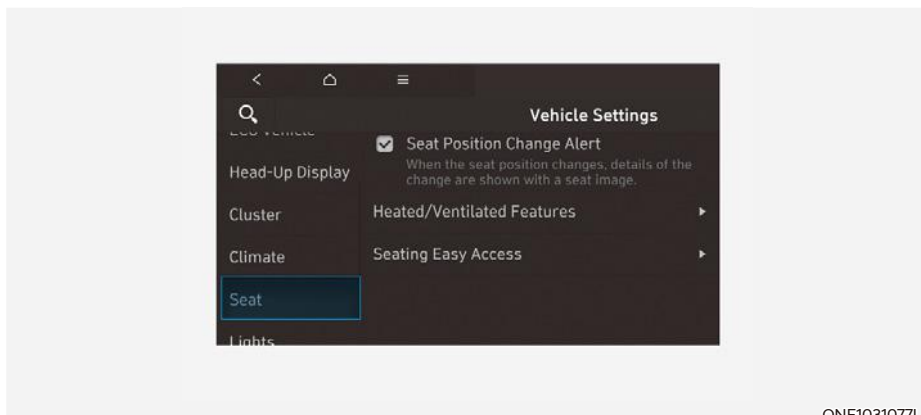 Vehicle Settings
Head-Up Display
Cluster
Climate
Seat
Lights
Seat Position Change Alert
When the seat position changes, details of the
change are shown with a seat image.
Heated/Ventilated Features
Seating Easy Access